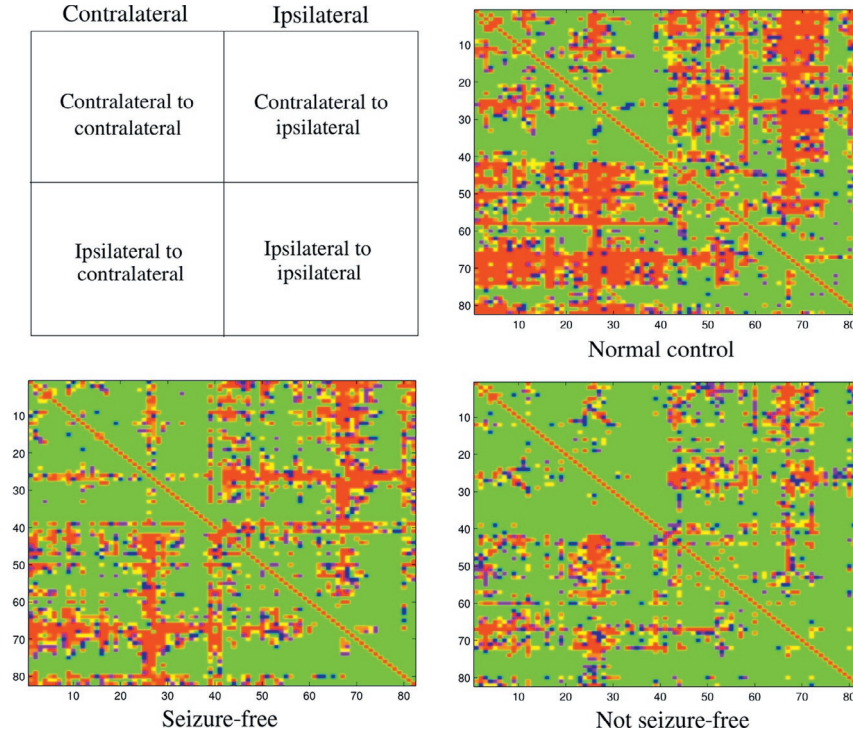 Contralateral Ipsilateral
Contralateral to
contralateral
Contralateral to
ipsilateral
Ipsilateral to
contralateral
Ipsilateral to
ipsilateral
10
20
30
40
50
60
70
80
10 20 30 40 50 60 70 80
Normal control
10
20
30
40
50
60
70
80
10 20 30 40 50 60 70 80
Seizure-free
10
20
30
40
50
60
70
80
10 20 30 40 50 60 70 80
Not seizure-free